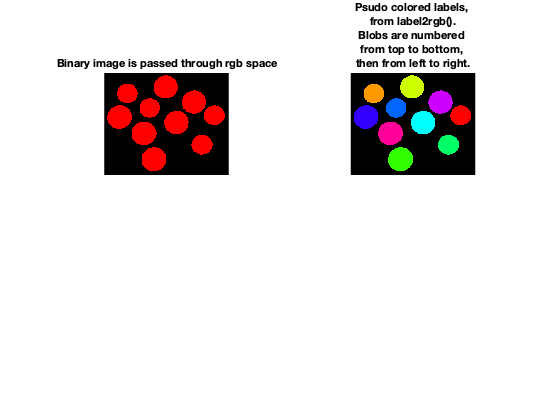 Binary image is passed through rgb space
Psudo colored labels,
from label2rgb().
Blobs are numbered
from top to bottom,
then from left to right.